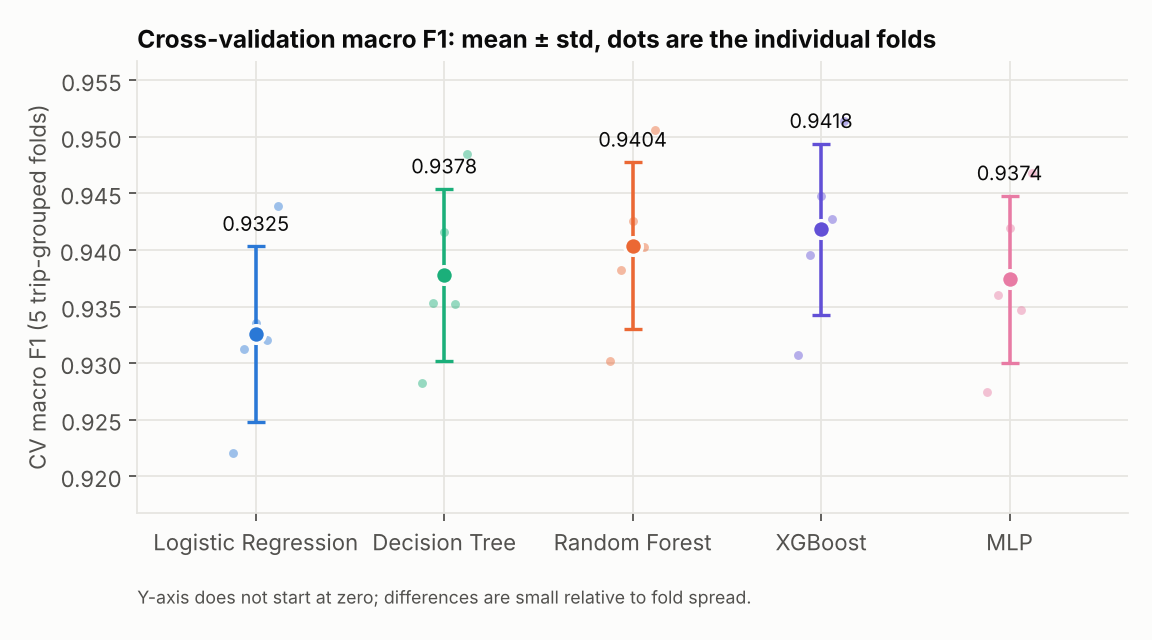 Cross-validation macro F1: mean ± std, dots are the individual folds
CV macro F1 (5 trip-grouped folds)
0.955
0.950
0.945
0.940
0.935
0.930
0.925
0.920
0.9325
0.9378
0.9404
0.9418
0.9374
Logistic Regression
Decision Tree
Random Forest
XGBoost
MLP
Y-axis does not start at zero; differences are small relative to fold spread.